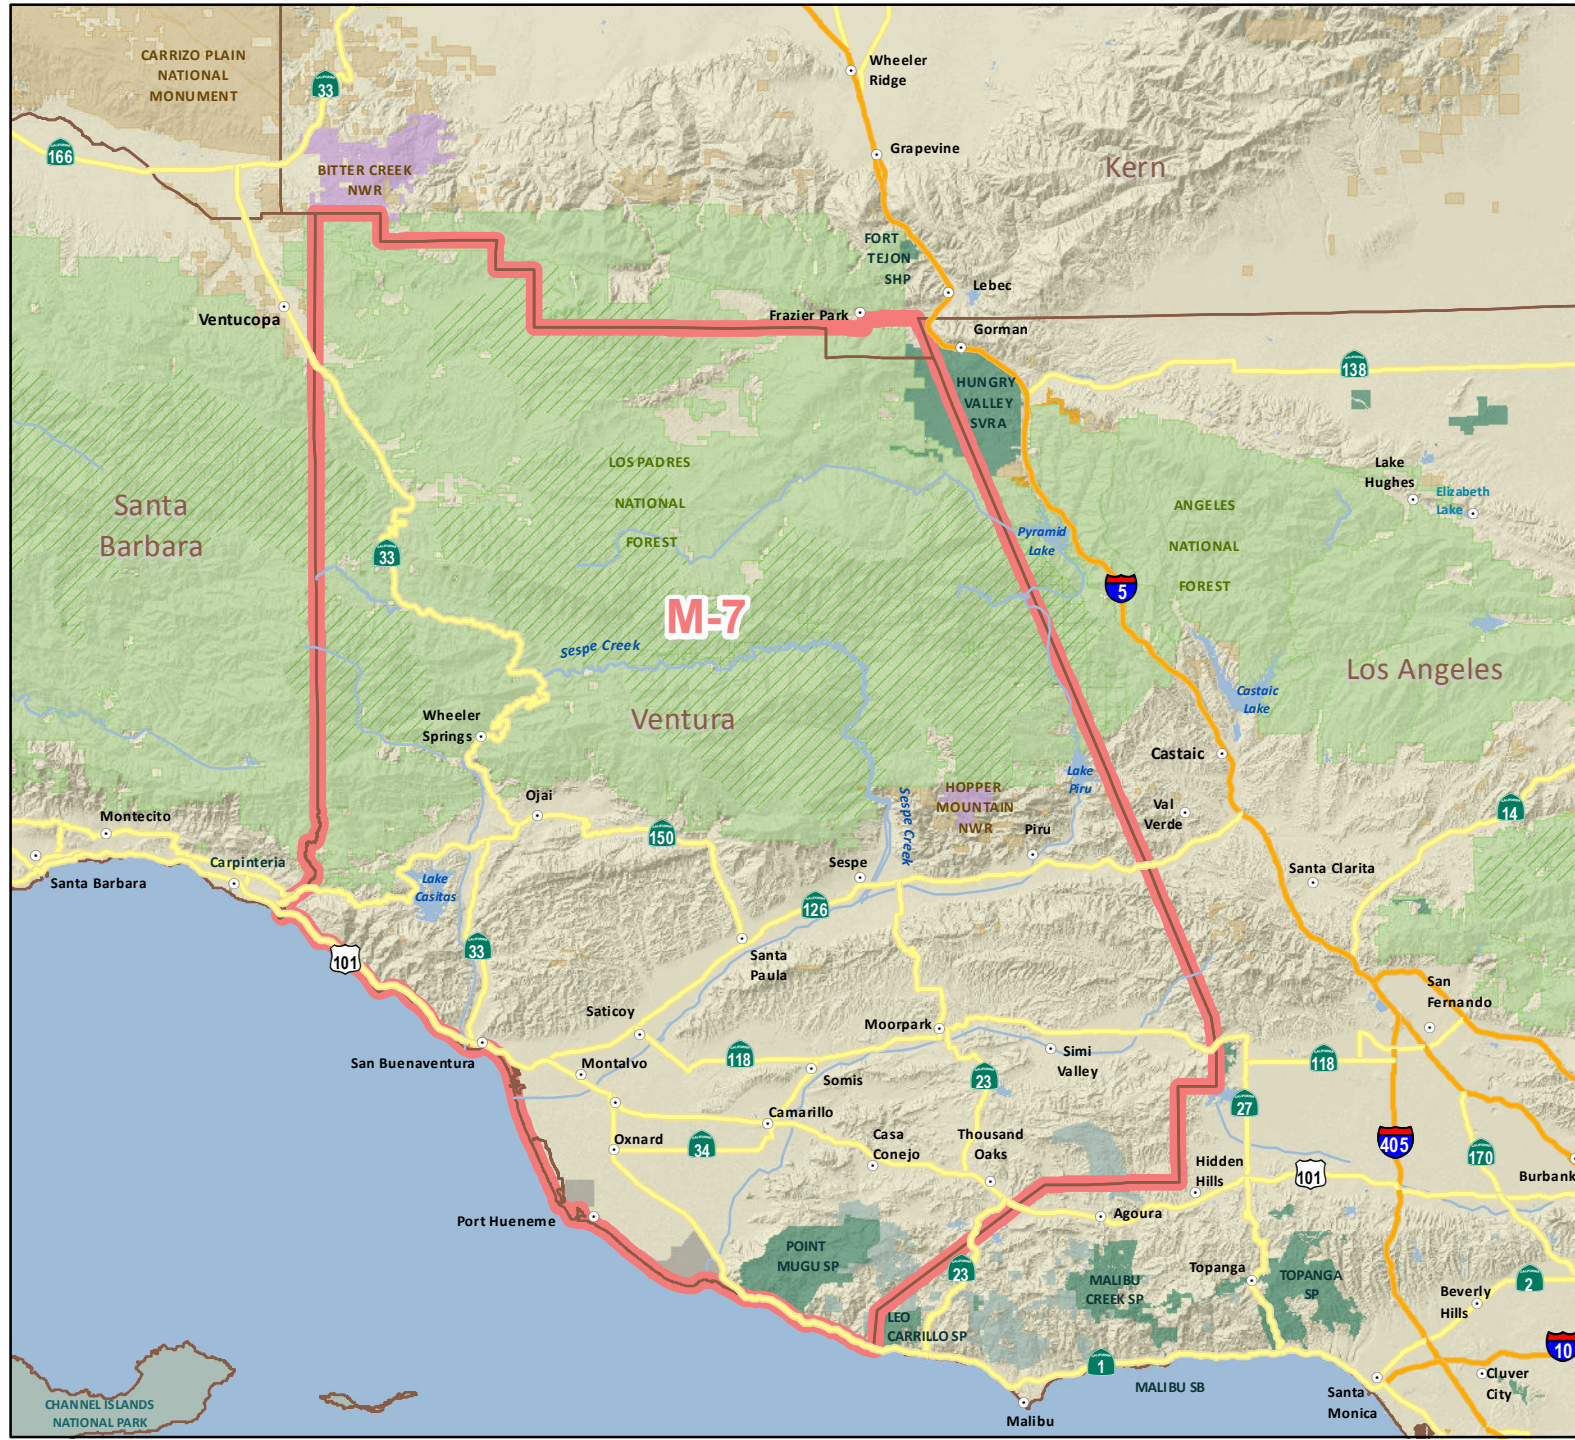 CARRIZO PLAIN
NATIONAL
MONUMENT
33
166
BITTER CREEK
NWR
Wheeler
Ridge
Grapevine
Kern
FORT
TEJON
SHP
Lebec
Ventucopa
Frazier Park
Gorman
138
HUNGRY
VALLEY
SVRA
LOS PADRES
NATIONAL
FOREST
Lake
Hughes
Elizabeth
Lake
Santa
Barbara
33
Pyramid
Lake
ANGELES
NATIONAL
FOREST
5
M-7
Sespe Creek
Los Angeles
Castaic
Lake
Wheeler
Springs
Ventura
Castaic
Lake
Piru
HOPPER
MOUNTAIN
NWR
Sespe Creek
Val
Verde
14
Montecito
Ojai
150
Piru
Carpinteria
Santa Barbara
Lake
Casitas
Sespe
Santa Clarita
126
33
101
Santa
Paula
San
Fernando
Saticoy
Moorpark
San Buenaventura
Montalvo
118
Somis
Simi
Valley
118
23
27
Camarillo
Oxnard
34
Casa
Conejo
Thousand
Oaks
405
170
Hidden
Hills
101
Burbank
Port Hueneme
Agoura
POINT
MUGU SP
23
MALIBU
CREEK SP
Topanga
TOPANGA
SP
2
Beverly
Hills
LEO
CARRILLO SP
1
10
MALIBU SB
Cluver
City
Santa
Monica
CHANNEL ISLANDS
NATIONAL PARK
Malibu